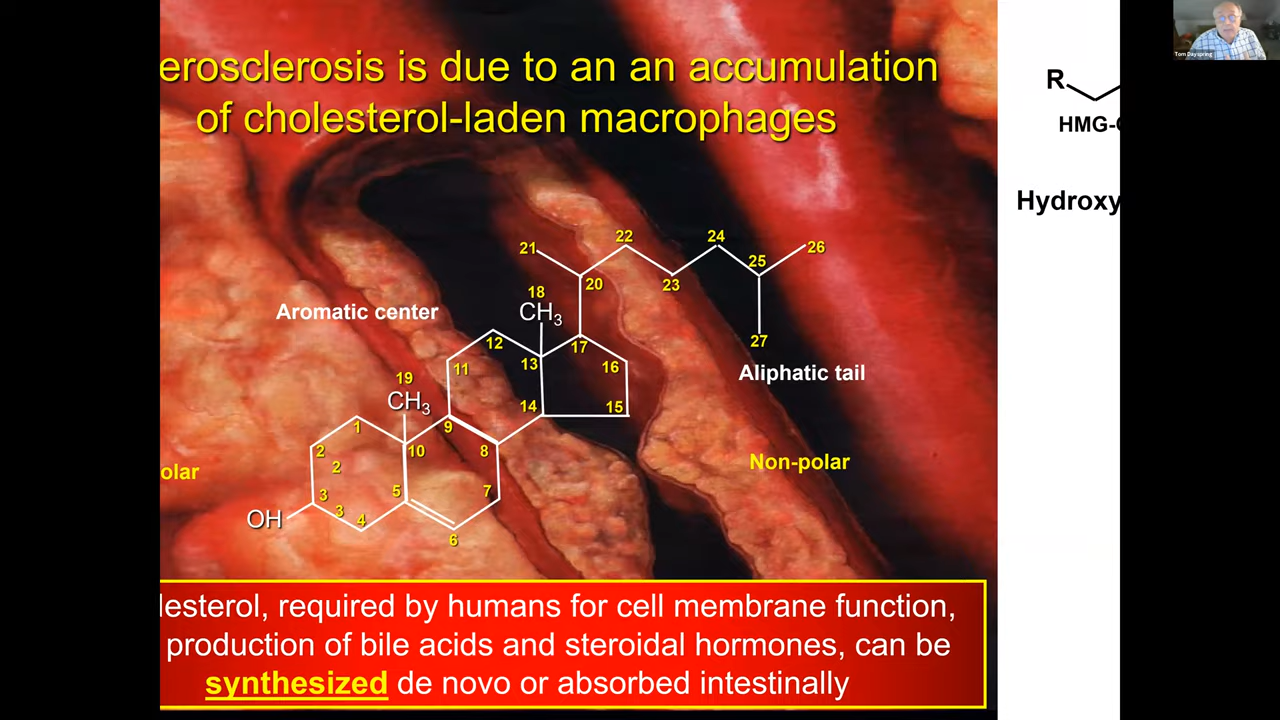 erosclerosis is due to an an accumulation
of cholesterol-laden macrophages
R
HMG-C
Hydroxy
Tom Dayspring
21
22
24
25
26
20
23
18
CH3
Aromatic center
12
13
17
16
27
11
Aliphatic tail
19
CH3
14
15
1
9
10
8
2
2
Non-polar
olar
5
7
3
3
4
OH
6
lesterol, required by humans for cell membrane function,
production of bile acids and steroidal hormones, can be
synthesized de novo or absorbed intestinally